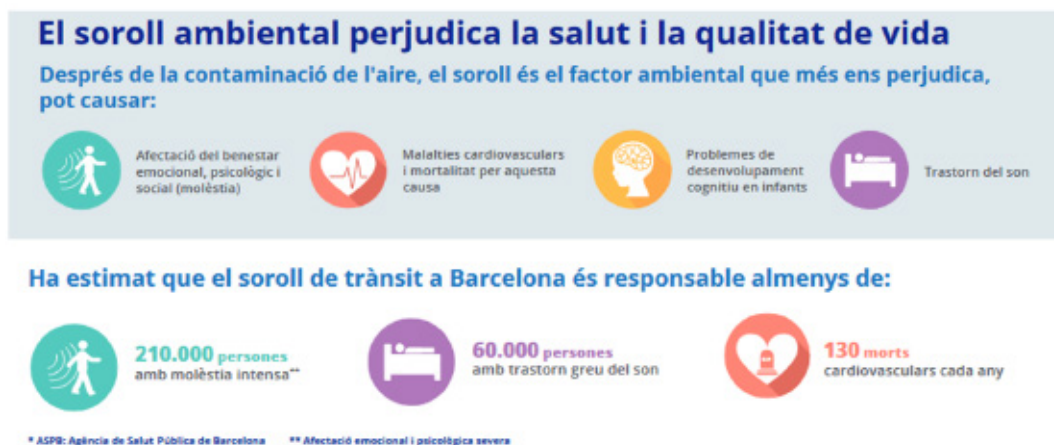 El soroll ambiental perjudica la salut i la qualitat de vida
Després de la contaminació de l'aire, el soroll és el factor ambiental que més ens perjudica,
pot causar:
Afectació del benestar
emocional, psicològic i
social (molèstia)
Malalties cardiovasculars
i mortalitat per aquesta
causa
Problemes de
desenvolupament
cognitiu en infants
Trastorn del son
Ha estimat que el soroll de trànsit a Barcelona és responsable almenys de:
210.000 persones
amb molèstia intensa**
60.000 persones
amb trastorn greu del son
130 morts
cardiovasculars cada any
* ASPB: Agència de Salut Pública de Barcelona ** Afectació emocional i psicològica severa